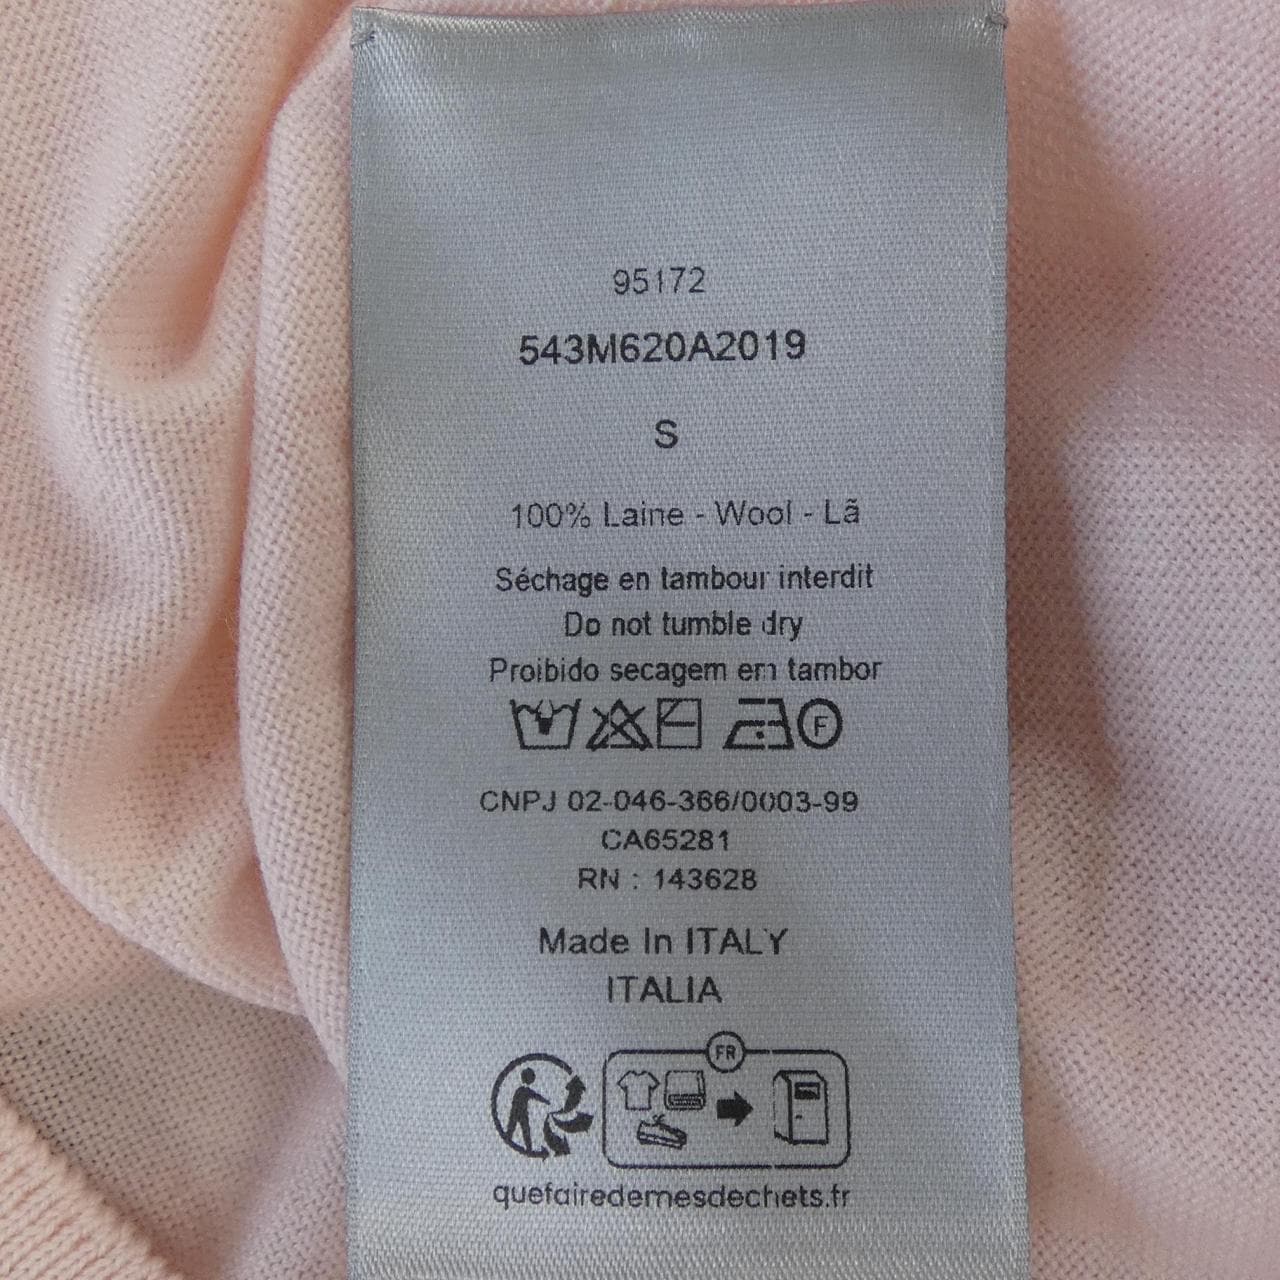 95172
543M620A2019
S
100% Laine - Wool - Lã
Séchage en tambour interdit
Do not tumble dry
Proibido secagem em tambor
F
CNPJ 02-046-366/0003-99
CA65281
RN : 143628
Made In ITALY
ITALIA
FR
quefairedemesdechets.fr